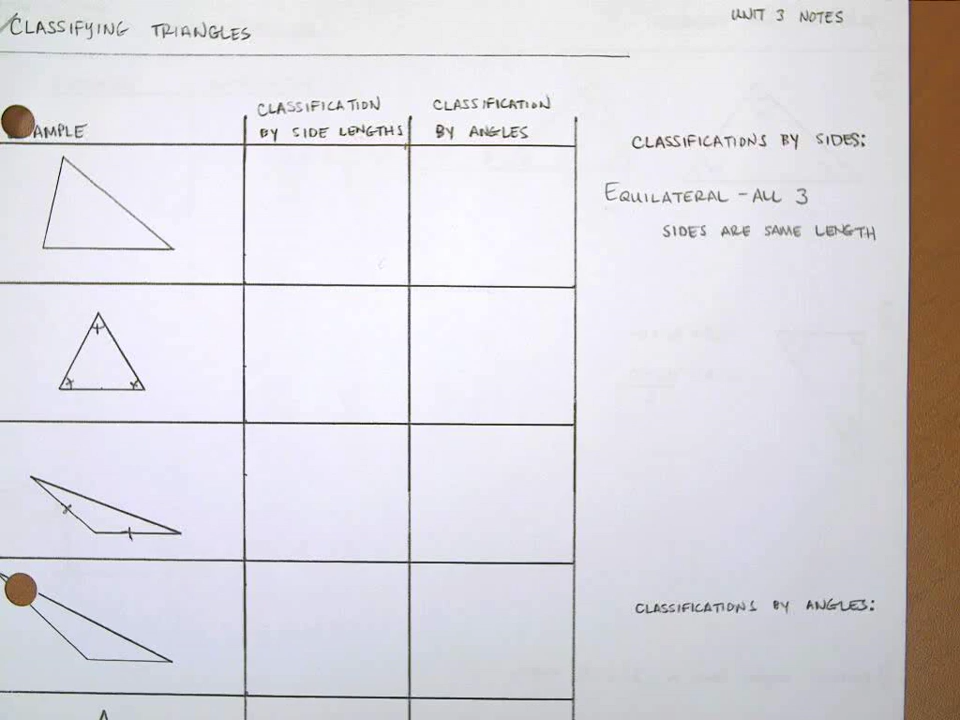 CLASSIFYING TRIANGLES
UNIT 3 NOTES
AMPLE
CLASSIFICATION
BY SIDE LENGTHS
CLASSIFICATION
BY ANGLES
CLASSIFICATIONS BY SIDES:
EQUILATERAL - ALL 3
SIDES ARE SAME LENGTH
CLASSIFICATIONS BY ANGLES: